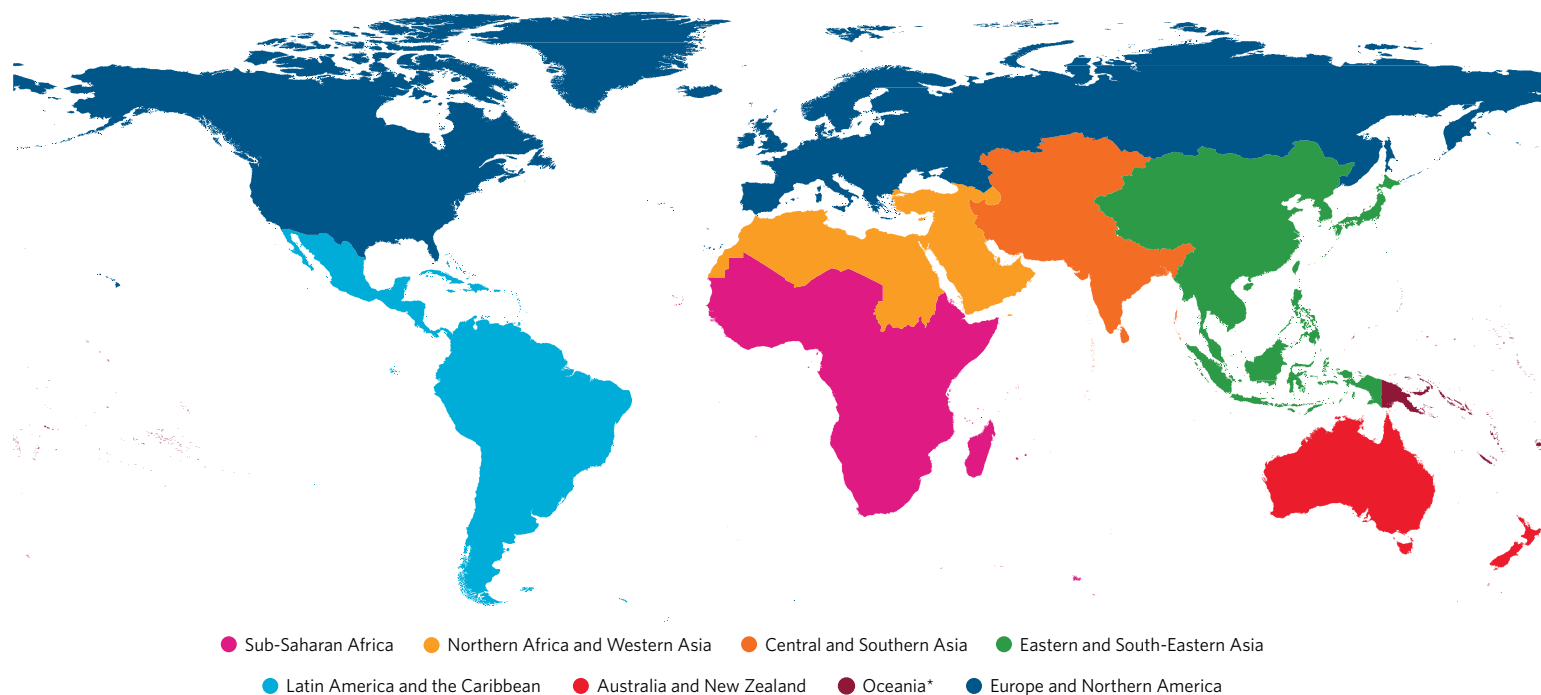 Sub-Saharan Africa Northern Africa and Western Asia Central and Southern Asia Eastern and South-Eastern Asia
Latin America and the Caribbean Australia and New Zealand Oceania* Europe and Northern America